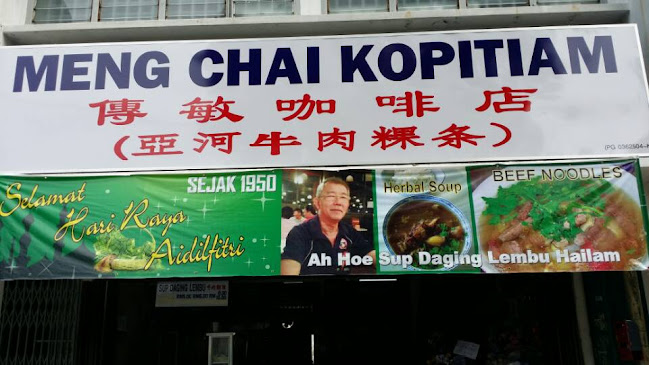 MENG CHAI KOPITIAM
傳敏咖啡店
(亞河牛肉粿条)
Selamat
Hari Raya
Aidilfitri
SEJAK 1950
Herbal Soup
BEEF NOODLES
Ah Hoe Sup Daging Lembu Hailam
SUP DAGING LEMBU